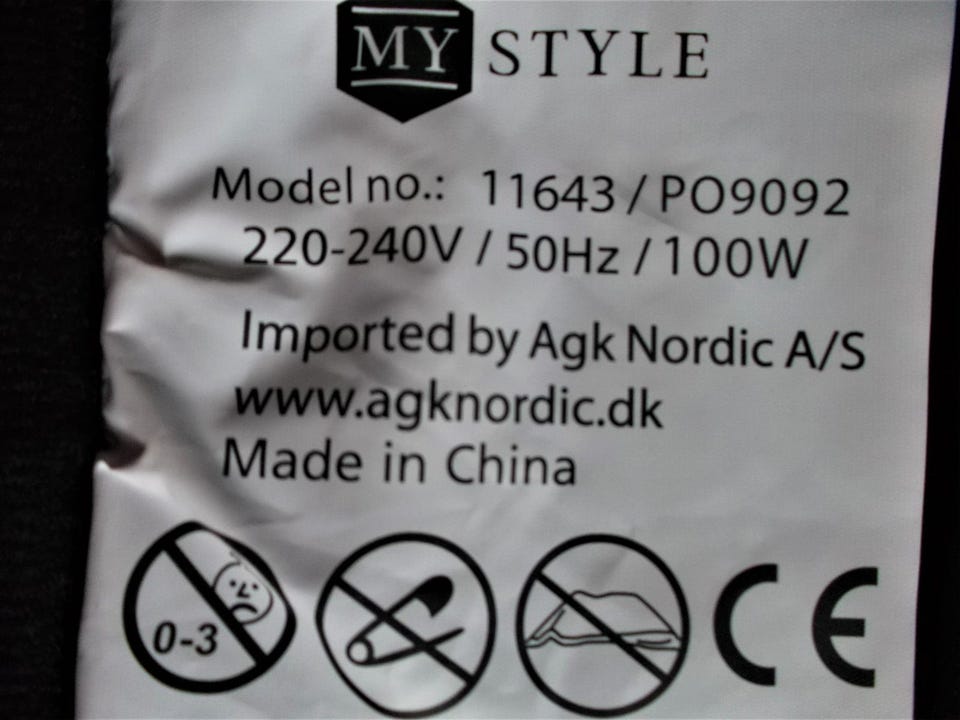 MY STYLE
Model no.: 11643 / PO9092
220-240V / 50Hz / 100W
Imported by Agk Nordic A/S
www.agknordic.dk
Made in China
0-3
CE